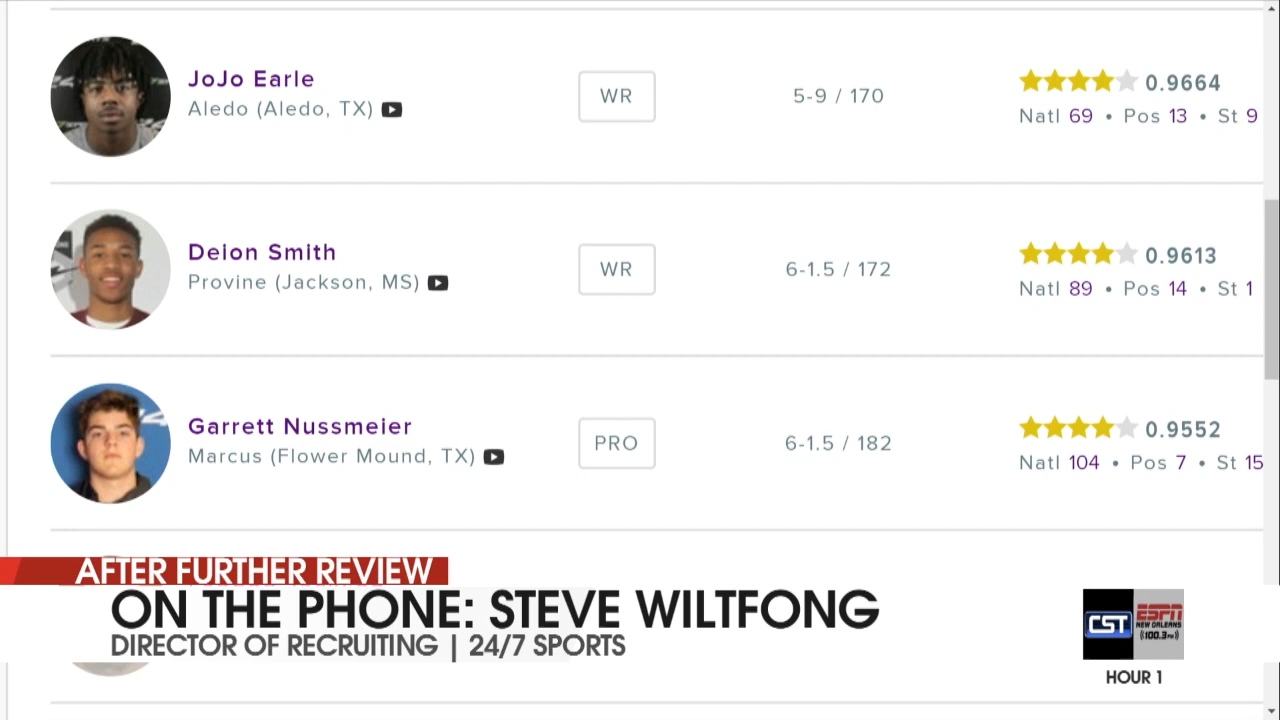 JoJo Earle
Aledo (Aledo, TX)
WR
5-9 / 170
0.9664
Natl 69 • Pos 13 • St 9
Deion Smith
Provine (Jackson, MS)
WR
6-1.5 / 172
0.9613
Natl 89 • Pos 14 • St 1
Garrett Nussmeier
Marcus (Flower Mound, TX)
PRO
6-1.5 / 182
0.9552
Natl 104 • Pos 7 • St 15
AFTER FURTHER REVIEW
ON THE PHONE: STEVE WILTFONG
DIRECTOR OF RECRUITING | 24/7 SPORTS
CST
ESPN
NEW ORLEANS
100.3 FM
HOUR 1